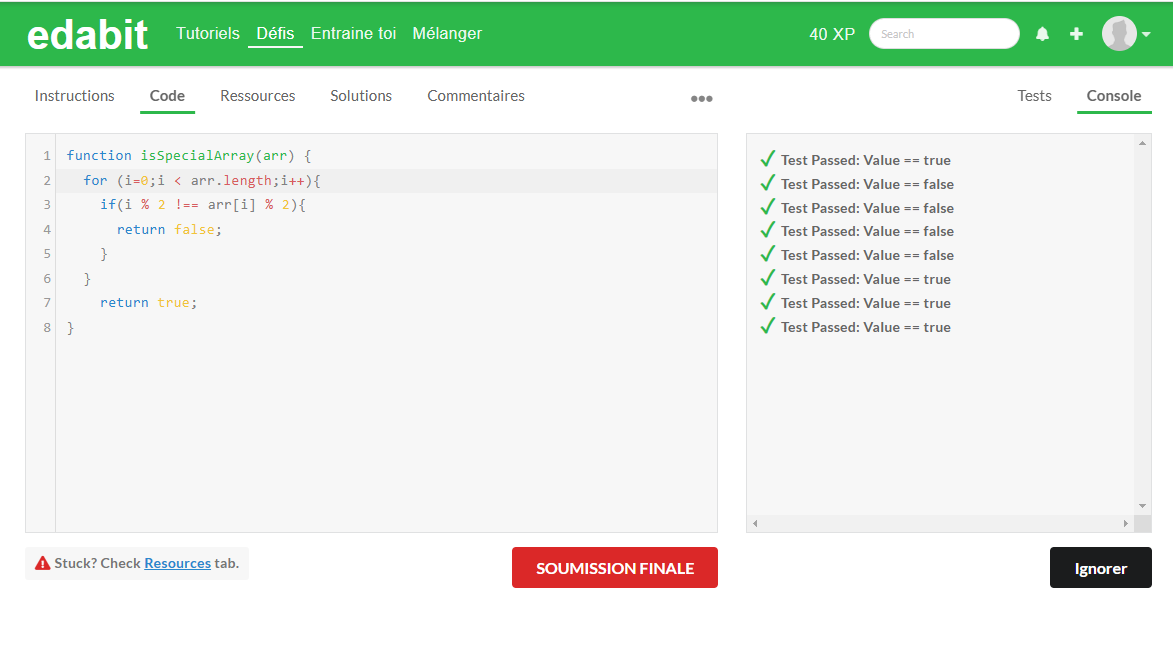 edabit Tutoriels Défis Entraine toi Mélanger 40 XP Search
Instructions Code Ressources Solutions Commentaires ••• Tests Console
1 function isSpecialArray(arr) {
2 for (i=0;i < arr.length;i++){
3 if(i % 2 !== arr[i] % 2){
4 return false;
5 }
6 }
7 return true;
8 }
Test Passed: Value == true
Test Passed: Value == false
Test Passed: Value == false
Test Passed: Value == false
Test Passed: Value == false
Test Passed: Value == true
Test Passed: Value == true
Test Passed: Value == true
Stuck? Check Resources tab.
SOUMISSION FINALE
Ignorer